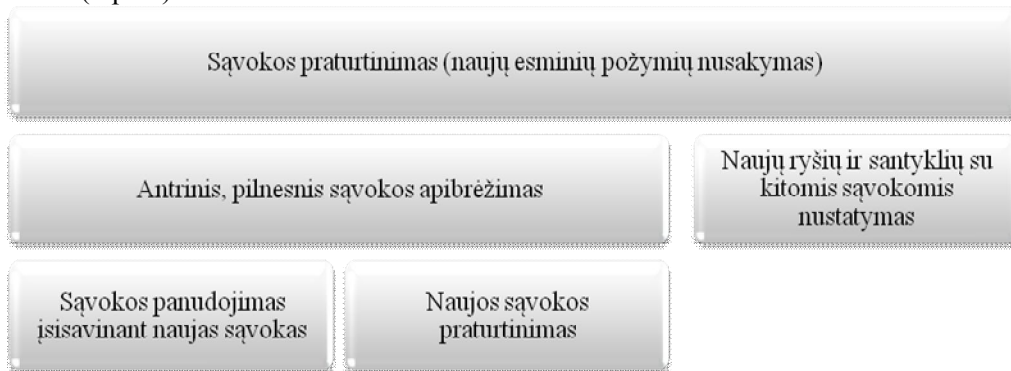 Sąvokos praturtinimas (naujų esminių požymių nusakymas)
Antrinis, pilnesnis sąvokos apibrėžimas
Naujų ryšių ir santykių su
kitomis sąvokomis
nustatymas
Sąvokos panudojimas
įsisavinant naujas sąvokas
Naujos sąvokos
praturtinimas